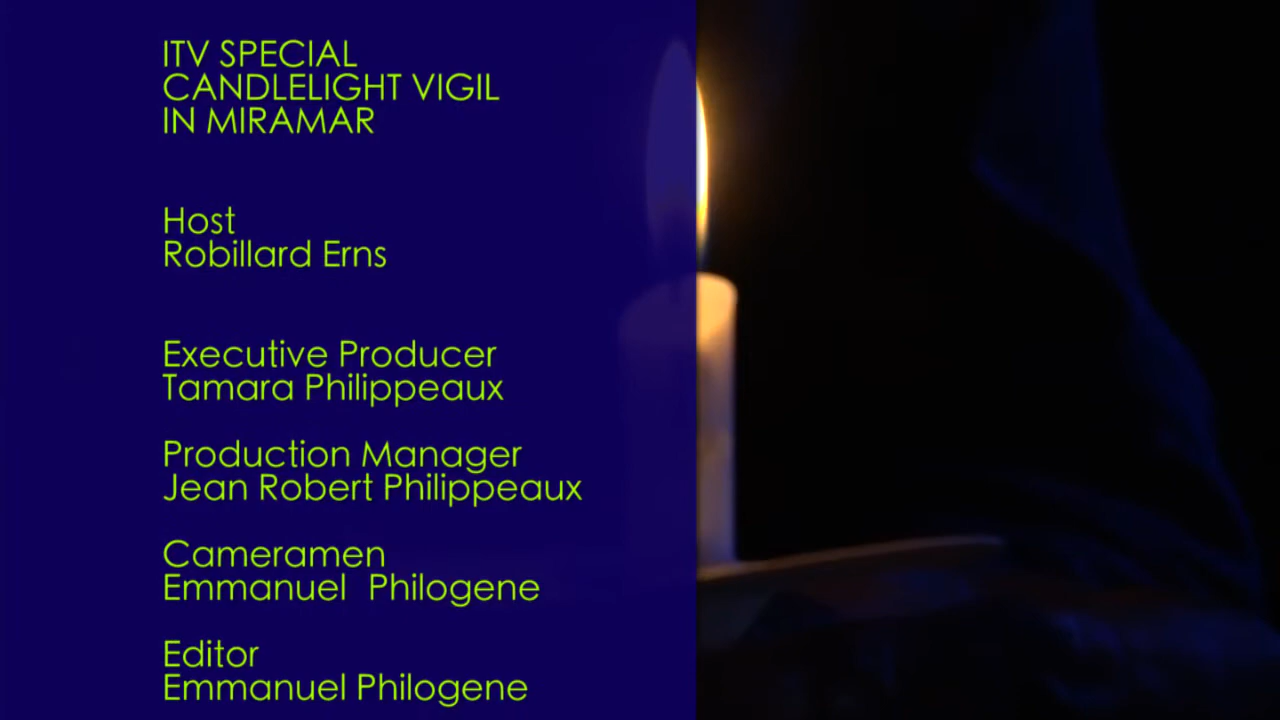 ITV SPECIAL
CANDLELIGHT VIGIL
IN MIRAMAR
Host
Robillard Erns
Executive Producer
Tamara Philippeaux
Production Manager
Jean Robert Philippeaux
Cameramen
Emmanuel  Philogene
Editor
Emmanuel Philogene